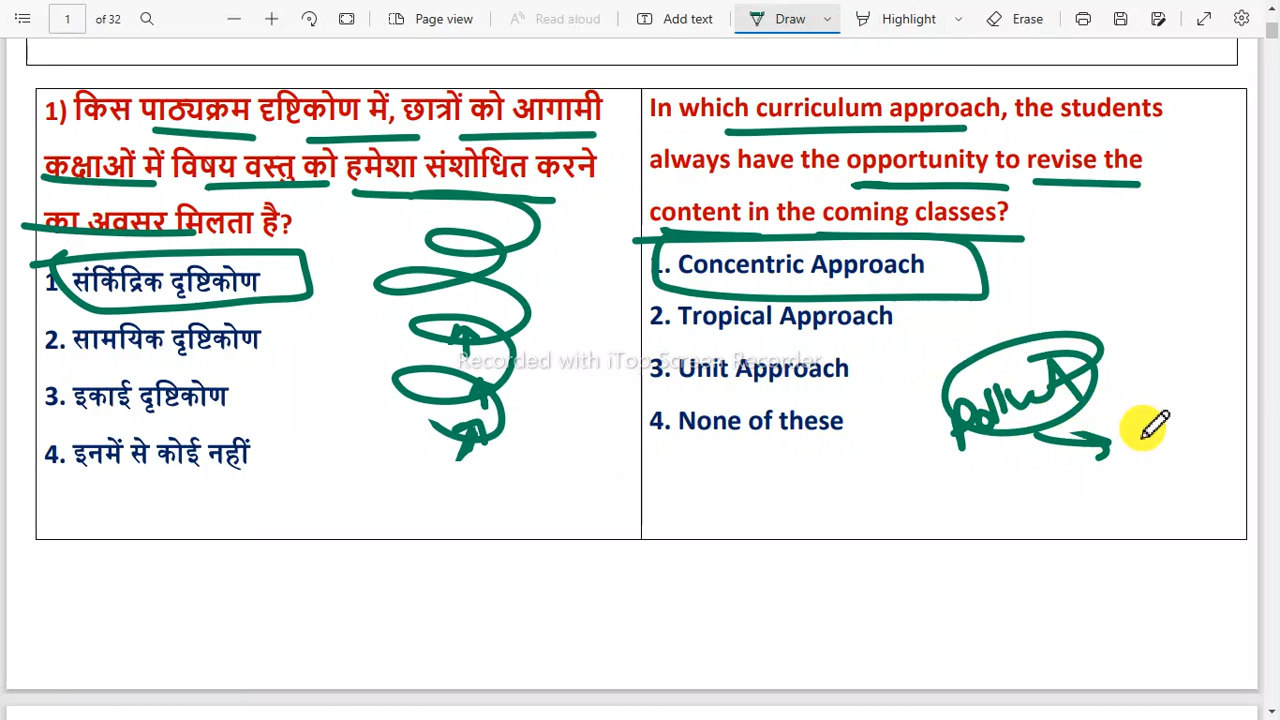 1 of 32 Page view Read aloud Add text Draw Highlight Erase
1) किस पाठ्यक्रम दृष्टिकोण में, छात्रों को आगामी
कक्षाओं में विषय वस्तु को हमेशा संशोधित करने
का अवसर मिलता है?
1. संकिंद्रिक दृष्टिकोण
2. सामयिक दृष्टिकोण
3. इकाई दृष्टिकोण
4. इनमें से कोई नहीं
In which curriculum approach, the students
always have the opportunity to revise the
content in the coming classes?
1. Concentric Approach
2. Tropical Approach
3. Unit Approach
4. None of these
Recorded with iTop Screen Recorder